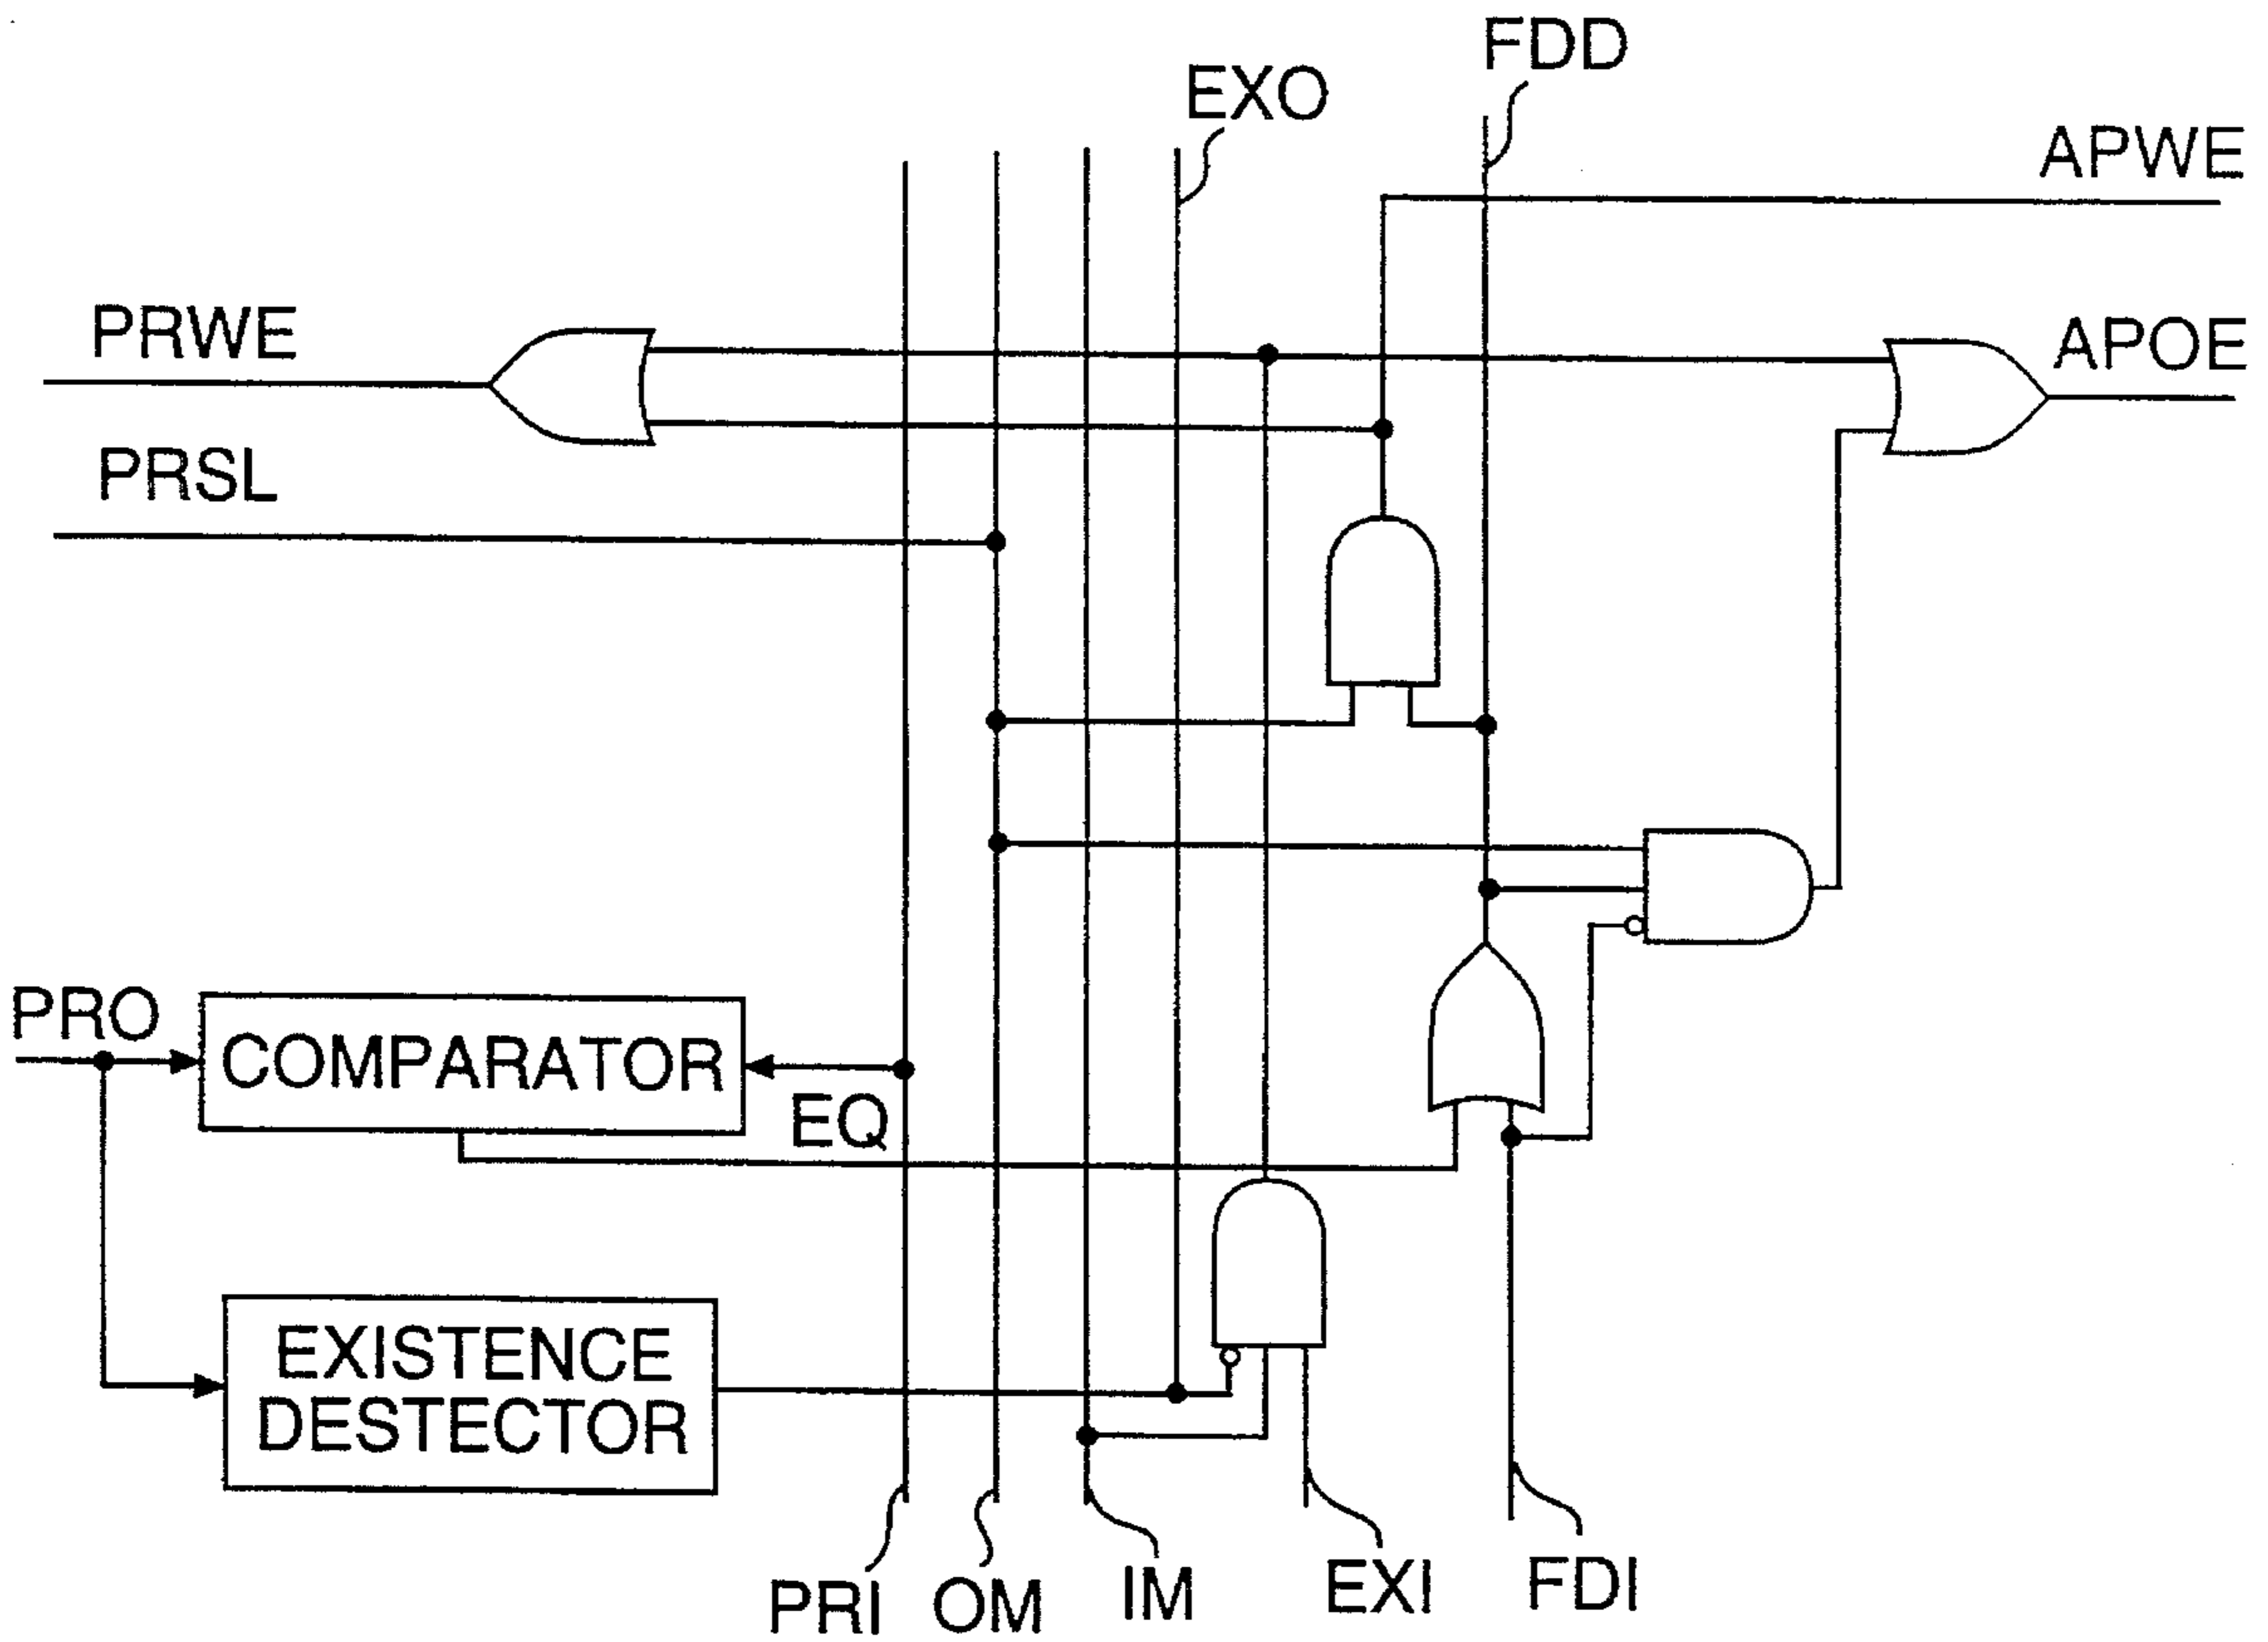 FDD
EXO
APWE
PRWE
APOE
PRSL
PRO
COMPARATOR
EQ
EXISTENCE
DESTECTOR
PRI
OM
IM
EXI
FDI